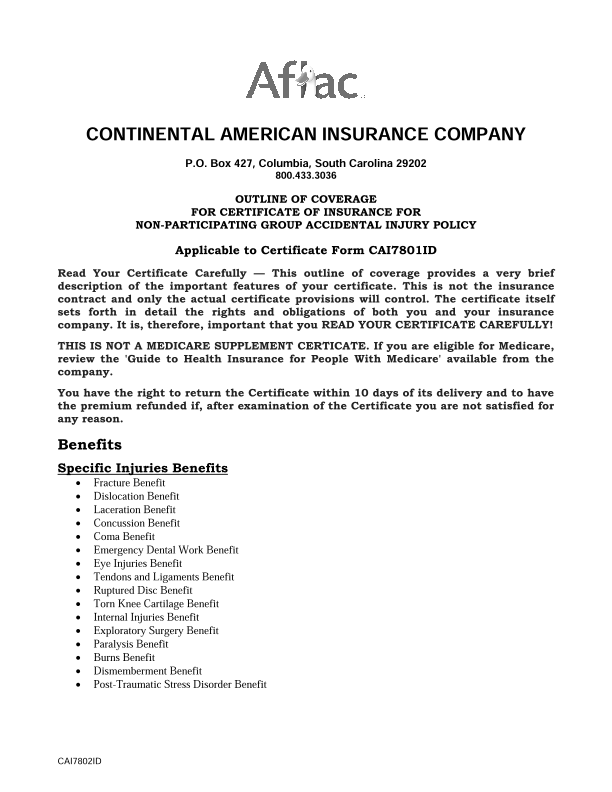 Aflac
CONTINENTAL AMERICAN INSURANCE COMPANY
P.O. Box 427, Columbia, South Carolina 29202
800.433.3036
OUTLINE OF COVERAGE
FOR CERTIFICATE OF INSURANCE FOR
NON-PARTICIPATING GROUP ACCIDENTAL INJURY POLICY
Applicable to Certificate Form CAI7801ID
Read Your Certificate Carefully — This outline of coverage provides a very brief
description of the important features of your certificate. This is not the insurance
contract and only the actual certificate provisions will control. The certificate itself
sets forth in detail the rights and obligations of both you and your insurance
company. It is, therefore, important that you READ YOUR CERTIFICATE CAREFULLY!
THIS IS NOT A MEDICARE SUPPLEMENT CERTICATE. If you are eligible for Medicare,
review the 'Guide to Health Insurance for People With Medicare' available from the
company.
You have the right to return the Certificate within 10 days of its delivery and to have
the premium refunded if, after examination of the Certificate you are not satisfied for
any reason.
Benefits
Specific Injuries Benefits
• Fracture Benefit
• Dislocation Benefit
• Laceration Benefit
• Concussion Benefit
• Coma Benefit
• Emergency Dental Work Benefit
• Eye Injuries Benefit
• Tendons and Ligaments Benefit
• Ruptured Disc Benefit
• Torn Knee Cartilage Benefit
• Internal Injuries Benefit
• Exploratory Surgery Benefit
• Paralysis Benefit
• Burns Benefit
• Dismemberment Benefit
• Post-Traumatic Stress Disorder Benefit
CAI7802ID